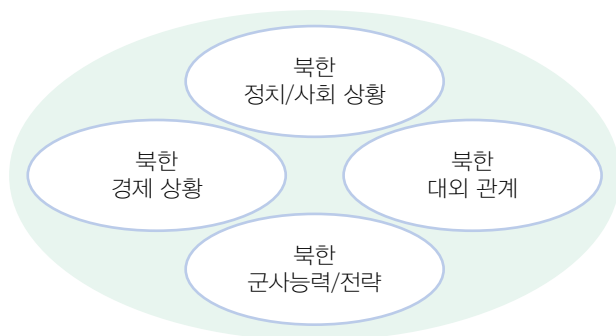 북한
정치/사회 상황
북한
경제 상황
북한
대외 관계
북한
군사능력/전략